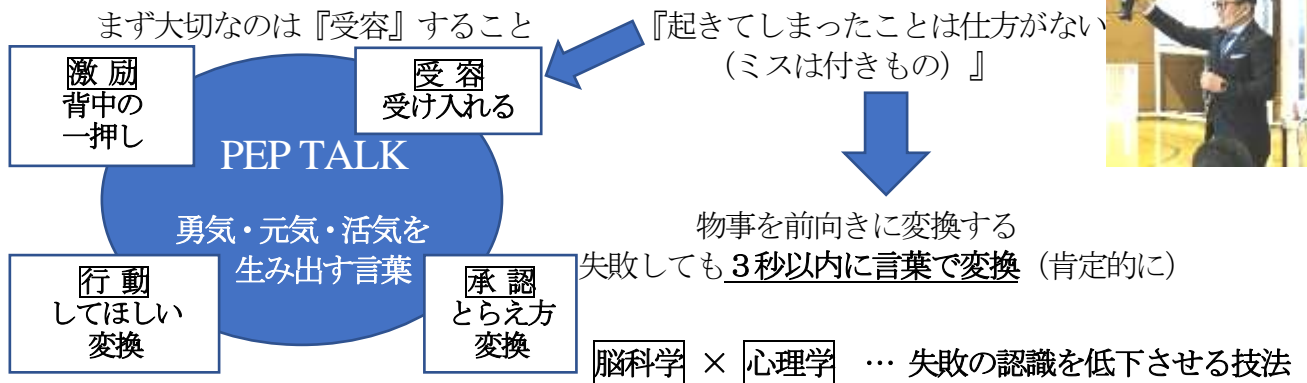 まず大切なのは『受容』すること
『起きてしまったことは仕方がない
（ミスは付きもの）』
激 励
背中の
一押し
受 容
受け入れる
PEP TALK
勇気・元気・活気を
生み出す言葉
行 動
してほしい
変換
承 認
とらえ方
変換
物事を前向きに変換する
失敗しても３秒以内に言葉で変換（肯定的に）
脳科学 × 心理学 … 失敗の認識を低下させる技法